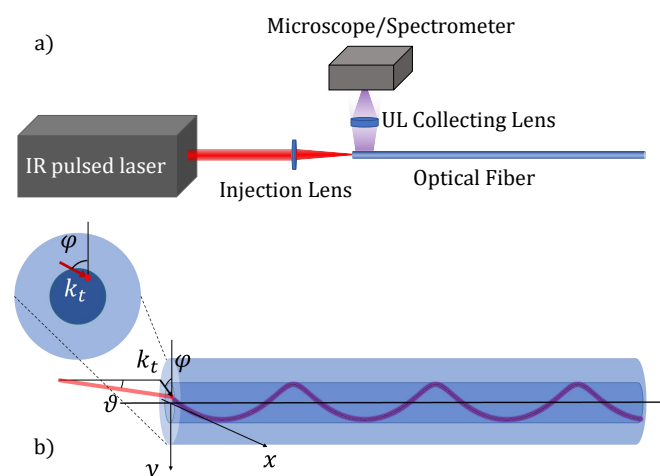 Microscope/Spectrometer
a)
UL Collecting Lens
IR pulsed laser
Injection Lens
Optical Fiber
φ
k_t
k_t
φ
ϑ
b)
x
y